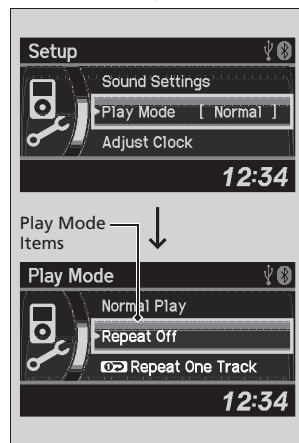 Setup
Sound Settings
Play Mode [ Normal ]
Adjust Clock
12:34
Play Mode
Items
Play Mode
Normal Play
Repeat Off
Repeat One Track
12:34